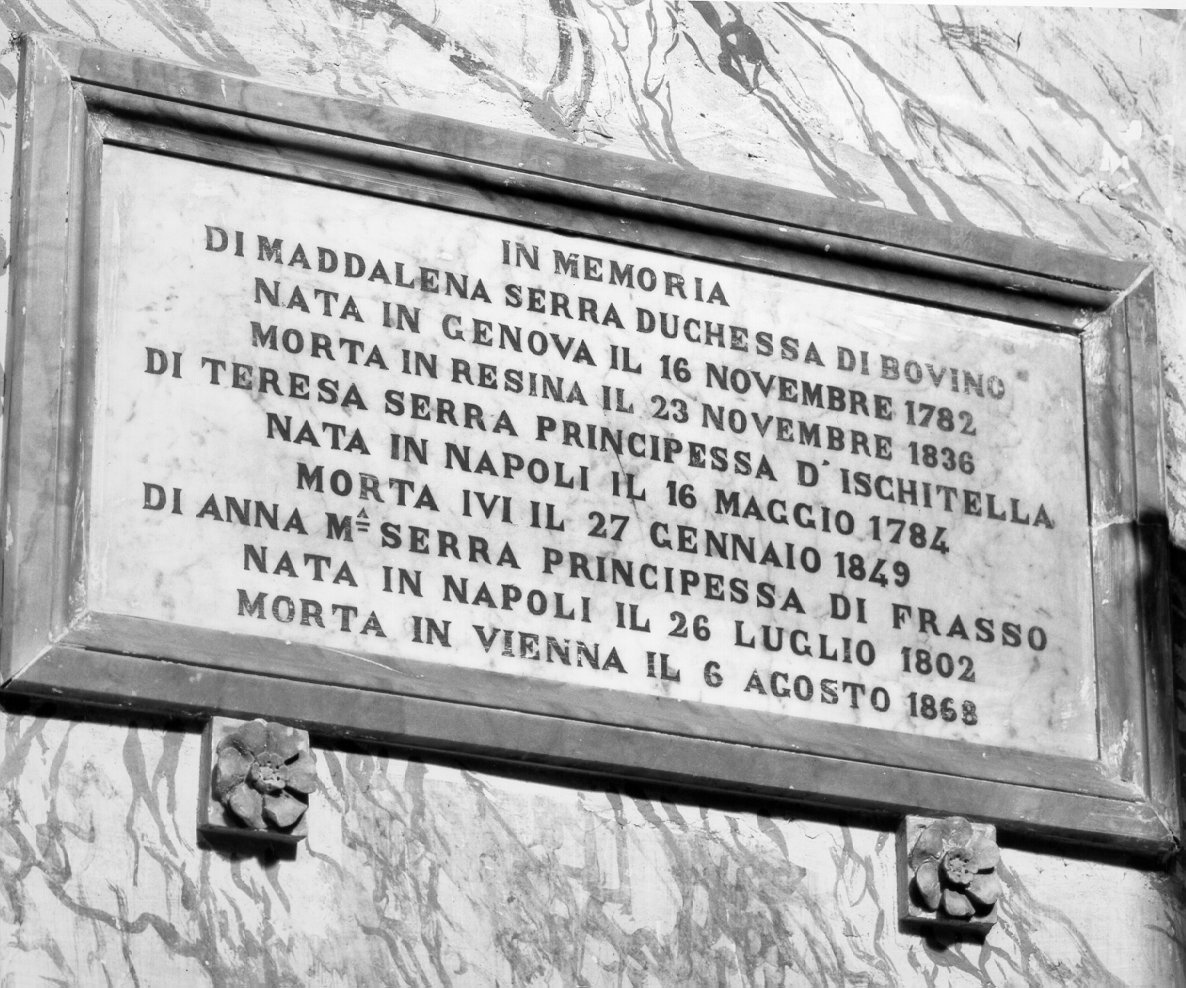 IN MEMORIA
DI MADDALENA SERRA DUCHESSA DI BOVINO
NATA IN GENOVA IL 16 NOVEMBRE 1782
MORTA IN RESINA IL 23 NOVEMBRE 1836
DI TERESA SERRA PRINCIPESSA D'ISCHITELLA
NATA IN NAPOLI IL 16 MAGGIO 1784
MORTA IVI IL 27 GENNAIO 1849
DI ANNA Mᴬ SERRA PRINCIPESSA DI FRASSO
NATA IN NAPOLI IL 26 LUGLIO 1802
MORTA IN VIENNA IL 6 AGOSTO 1868